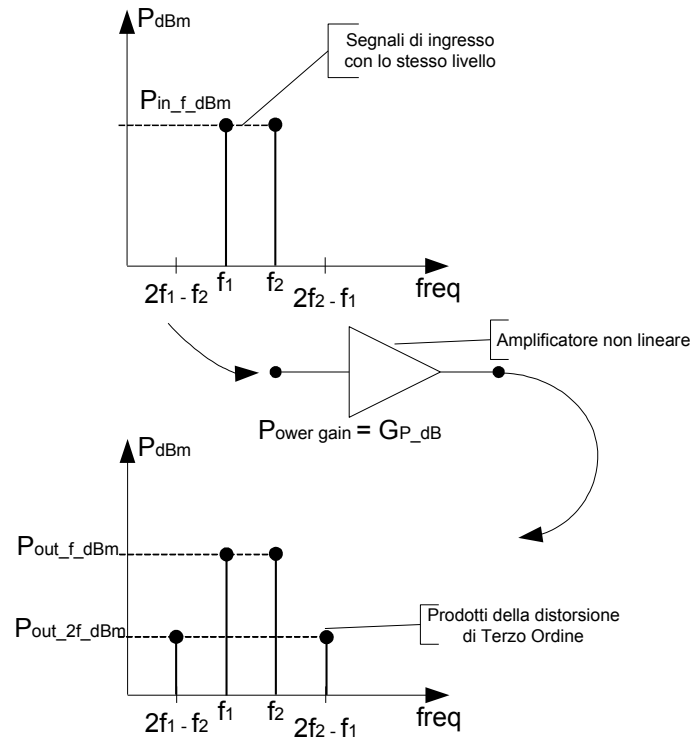 PdBm
Segnali di ingresso
con lo stesso livello
Pin_f_dBm
2f1 - f2 f1 f2 2f2 - f1
freq
Amplificatore non lineare
Power gain = GP_dB
PdBm
Pout_f_dBm
Pout_2f_dBm
Prodotti della distorsione
di Terzo Ordine
2f1 - f2 f1 f2 2f2 - f1
freq